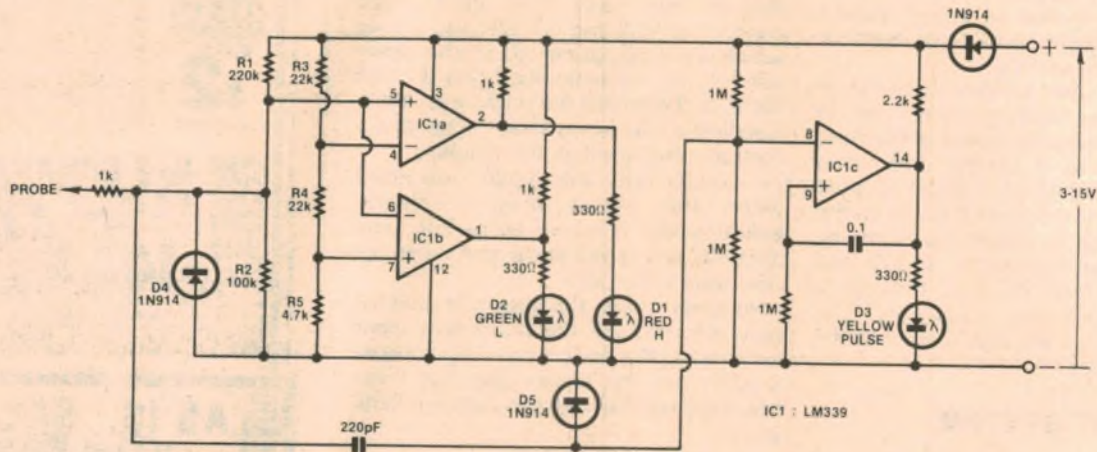 1N914
+
R1
220k
R3
22k
1k
1M
2.2k
5
+
3
IC1a
2
−
4
8
−
IC1c
14
+
9
PROBE
1k
R4
22k
6
−
IC1b
1
+
7
12
1k
330Ω
1M
0.1
3-15V
D4
1N914
R2
100k
R5
4.7k
330Ω
D2
GREEN
L
D1
RED
H
λ
λ
1M
330Ω
D3
YELLOW
PULSE
λ
−
D5
1N914
IC1 : LM339
220pF